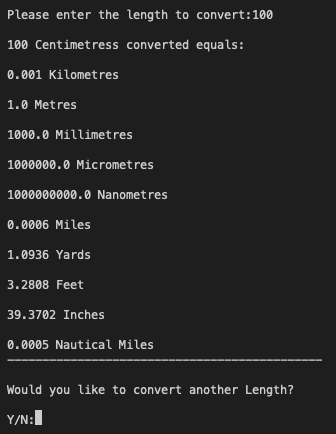 Please enter the length to convert:100
100 Centimetress converted equals:
0.001 Kilometres
1.0 Metres
1000.0 Millimetres
1000000.0 Micrometres
1000000000.0 Nanometres
0.0006 Miles
1.0936 Yards
3.2808 Feet
39.3702 Inches
0.0005 Nautical Miles
Would you like to convert another Length?
Y/N: